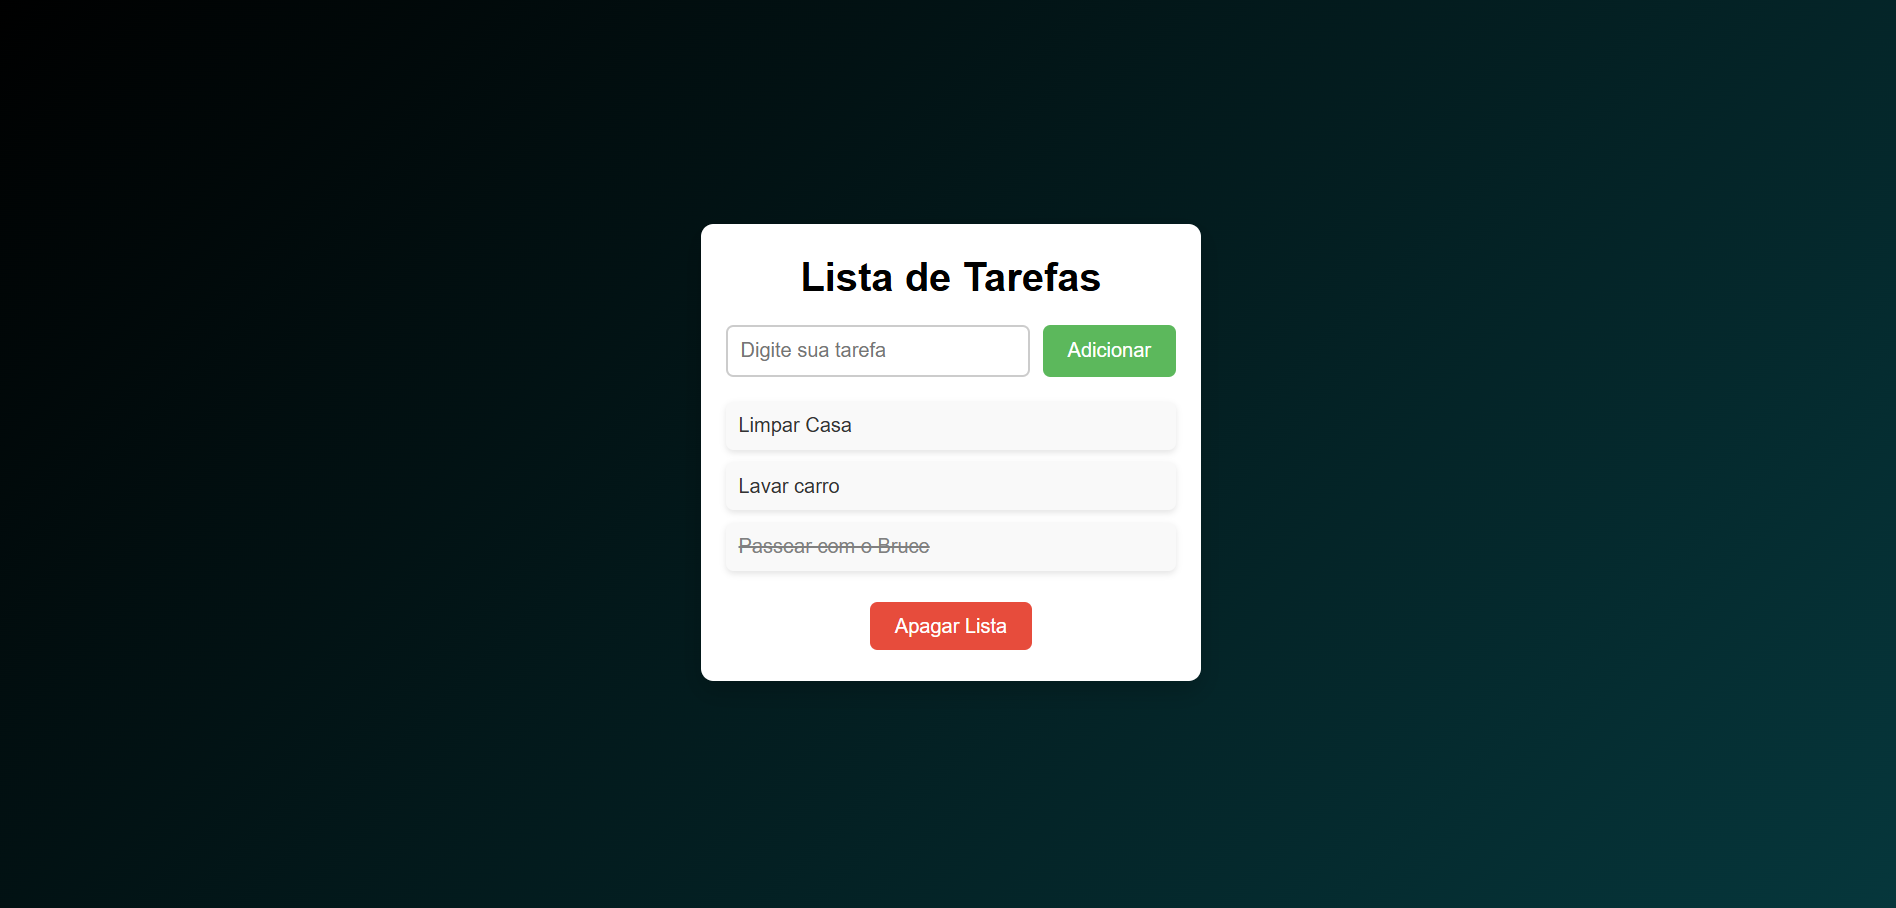 Lista de Tarefas
Digite sua tarefa
Adicionar
Limpar Casa
Lavar carro
Passear com o Bruce
Apagar Lista